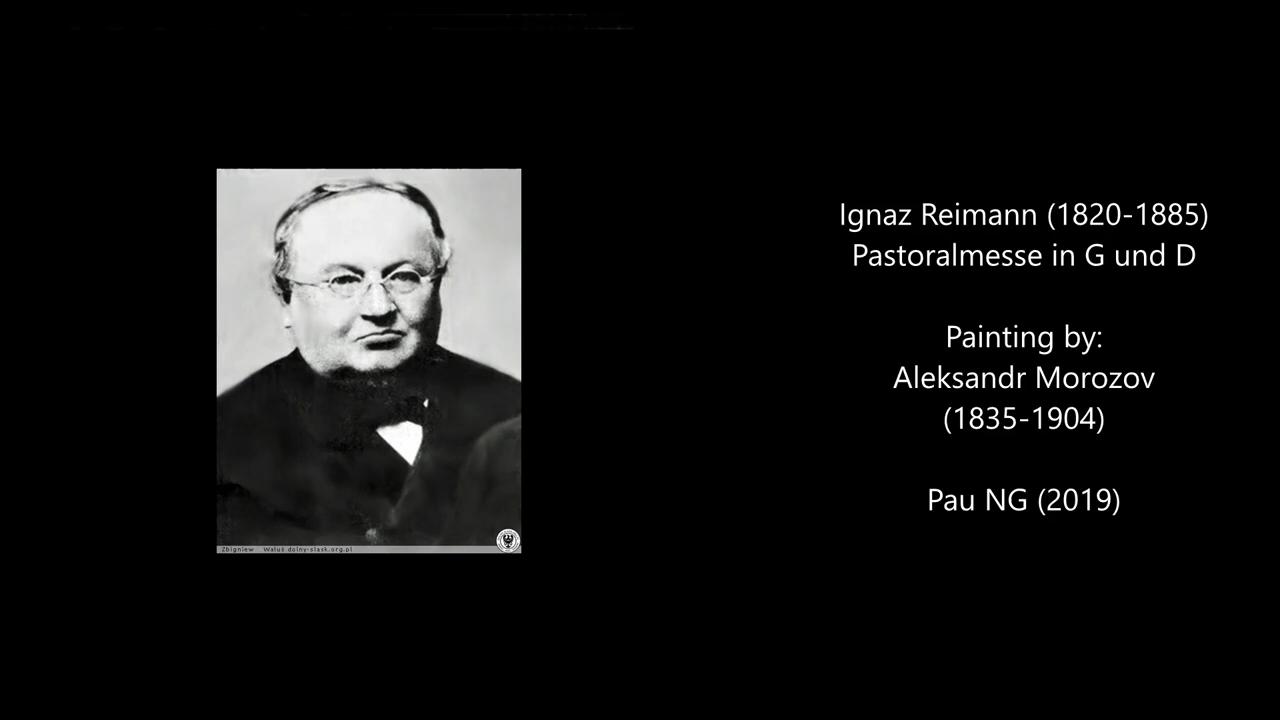 Ignaz Reimann (1820-1885)
Pastoralmesse in G und D
Painting by:
Aleksandr Morozov
(1835-1904)
Pau NG (2019)
Zbigniew Waluś dolny-slask.org.pl